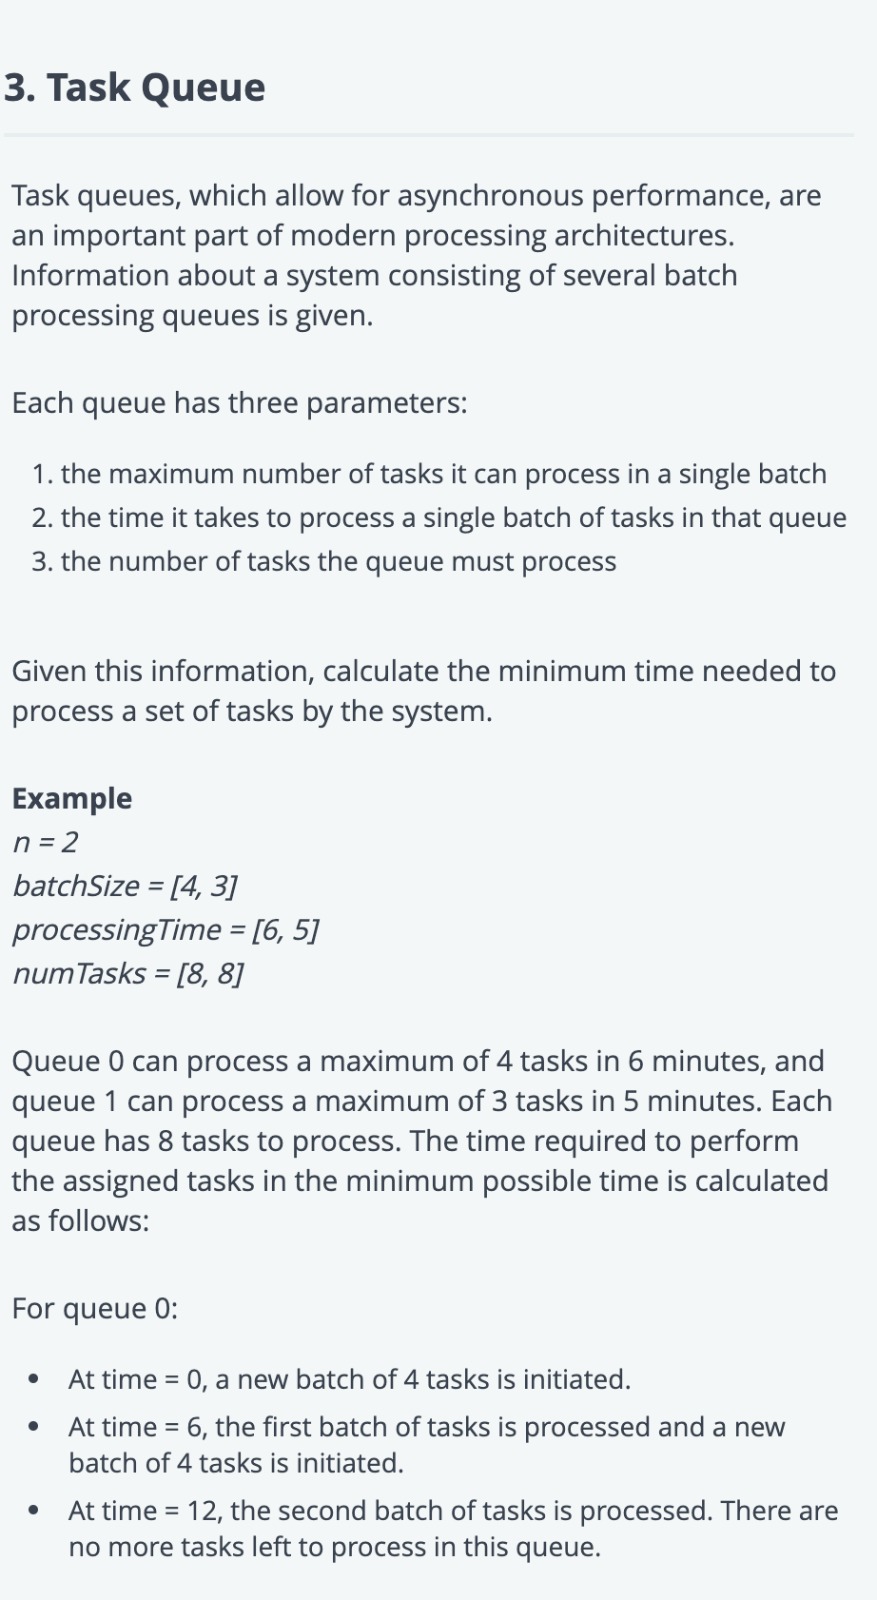 3. Task Queue
Task queues, which allow for asynchronous performance, are
an important part of modern processing architectures.
Information about a system consisting of several batch
processing queues is given.
Each queue has three parameters:
1. the maximum number of tasks it can process in a single batch
2. the time it takes to process a single batch of tasks in that queue
3. the number of tasks the queue must process
Given this information, calculate the minimum time needed to
process a set of tasks by the system.
Example
n = 2
batchSize = [4, 3]
processingTime = [6, 5]
numTasks = [8, 8]
Queue 0 can process a maximum of 4 tasks in 6 minutes, and
queue 1 can process a maximum of 3 tasks in 5 minutes. Each
queue has 8 tasks to process. The time required to perform
the assigned tasks in the minimum possible time is calculated
as follows:
For queue 0:
• At time = 0, a new batch of 4 tasks is initiated.
• At time = 6, the first batch of tasks is processed and a new
batch of 4 tasks is initiated.
• At time = 12, the second batch of tasks is processed. There are
no more tasks left to process in this queue.